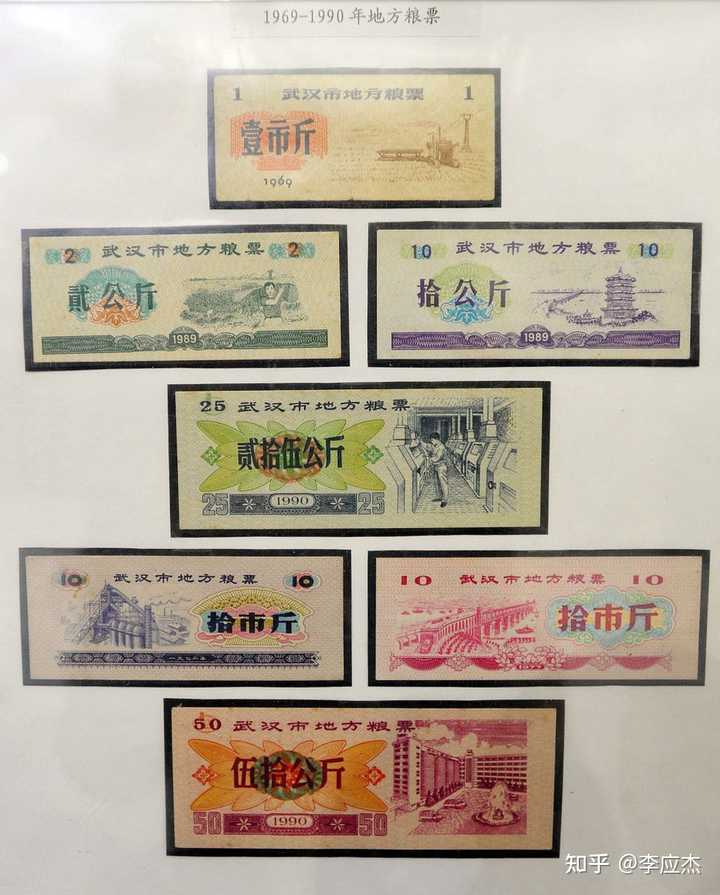 1969-1990 年地方粮票
1 武汉市地方粮票 1
壹市斤
1969
2 武汉市地方粮票 2
贰公斤
1989
10 武汉市地方粮票 10
拾公斤
1989
25 武汉市地方粮票
贰拾伍公斤
25 1990 25
10 武汉市地方粮票 10
拾市斤
10 武汉市地方粮票 10
拾市斤
50 武汉市地方粮票
伍拾公斤
50 1990 50
知乎 @李应杰